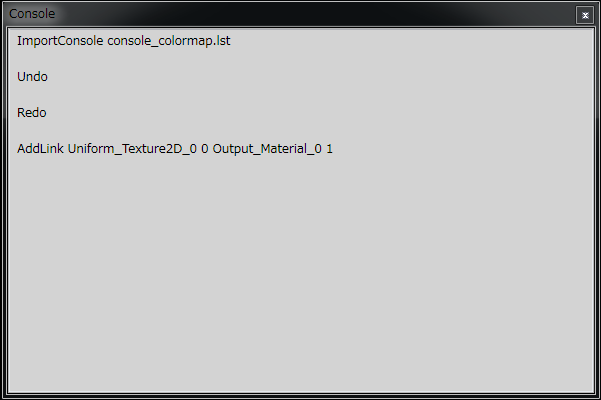 Console
ImportConsole console_colormap.lst
Undo
Redo
AddLink Uniform_Texture2D_0 0 Output_Material_0 1